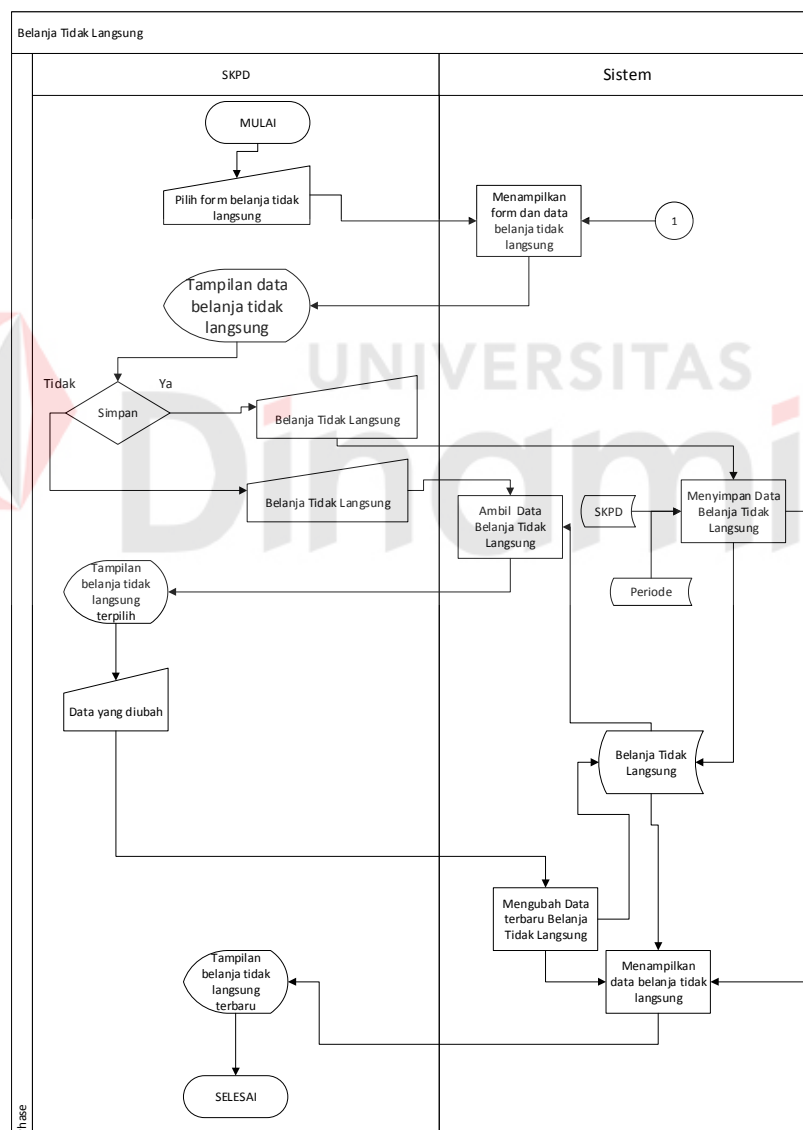 Belanja Tidak Langsung
SKPD
Sistem
MULAI
Pilih form belanja tidak
langsung
Menampilkan
form dan data
belanja tidak
langsung
1
Tampilan data
belanja tidak
langsung
UNIVERSITAS
Dinami
Tidak
Ya
Simpan
Belanja Tidak Langsung
Belanja Tidak Langsung
Ambil Data
Belanja Tidak
Langsung
SKPD
Menyimpan Data
Belanja Tidak
Langsung
Periode
Tampilan
belanja tidak
langsung
terpilih
Data yang diubah
Belanja Tidak
Langsung
Mengubah Data
terbaru Belanja
Tidak Langsung
Tampilan
belanja tidak
langsung
terbaru
Menampilkan
data belanja tidak
langsung
SELESAI
hase